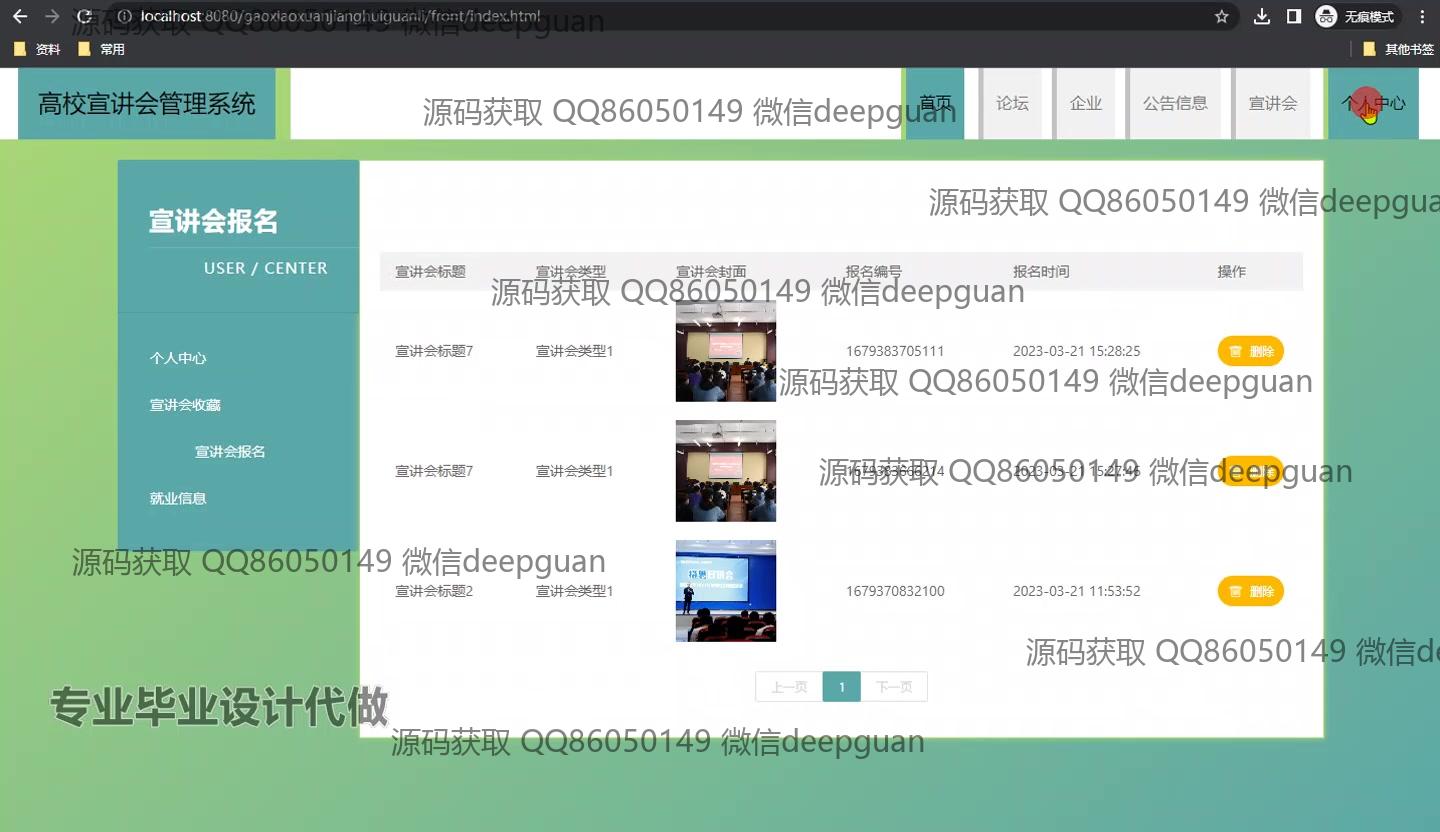 localhost:8080/gaoxiaoxuanjianghuiguanli/front/index.html
无痕模式
源码获取 QQ86050149 微信deepguan
资料
常用
其他书签
高校宣讲会管理系统
首页
论坛
企业
公告信息
宣讲会
个人中心
源码获取 QQ86050149 微信deepguan
宣讲会报名
USER / CENTER
源码获取 QQ86050149 微信deepgua
宣讲会标题
宣讲会类型
宣讲会封面
报名编号
报名时间
操作
源码获取 QQ86050149 微信deepguan
个人中心
宣讲会收藏
宣讲会报名
就业信息
宣讲会标题7
宣讲会类型1
1679383705111
2023-03-21 15:28:25
删除
源码获取 QQ86050149 微信deepguan
宣讲会标题7
宣讲会类型1
2023-03-21 15:27:46
删除
源码获取 QQ86050149 微信deepguan
源码获取 QQ86050149 微信deepguan
宣讲会标题2
宣讲会类型1
1679370832100
2023-03-21 11:53:52
删除
源码获取 QQ86050149 微信de
上一页
1
下一页
专业毕业设计代做
源码获取 QQ86050149 微信deepguan